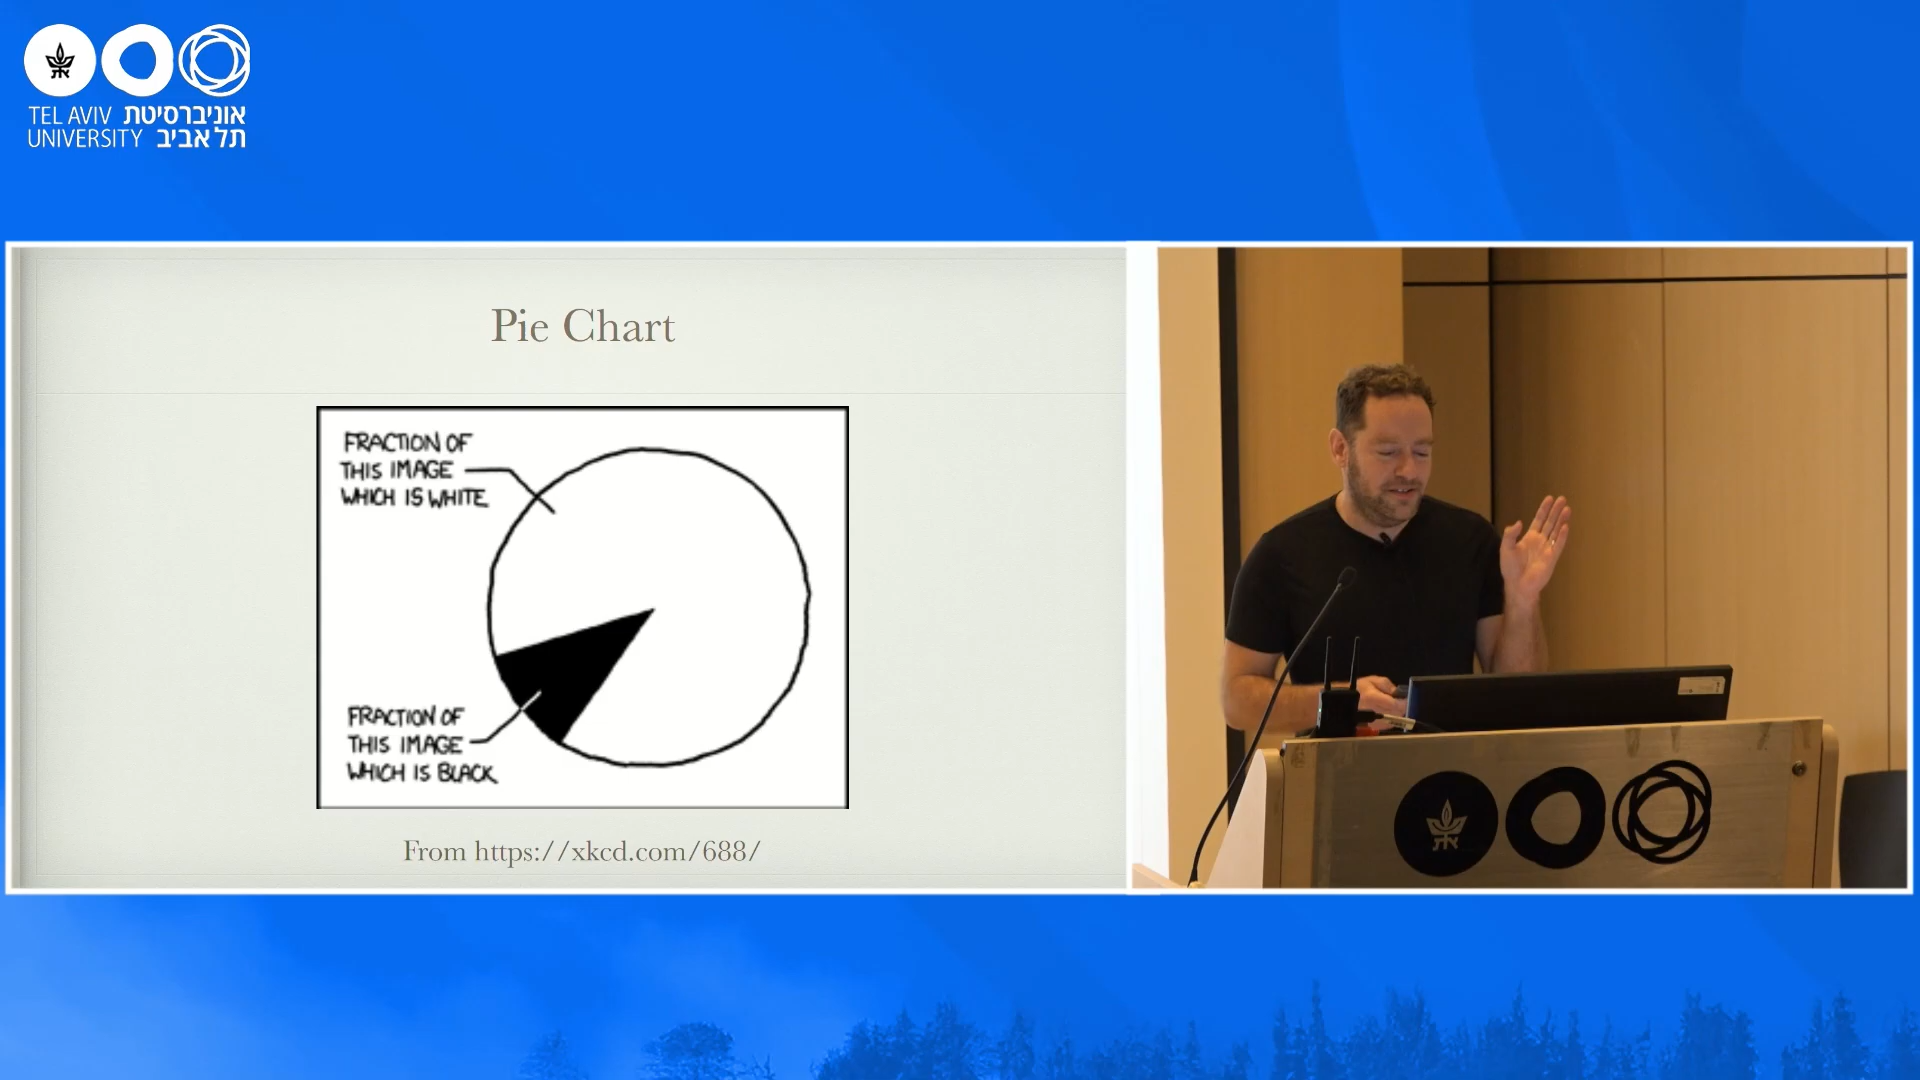 TEL AVIV אוניברסיטת
UNIVERSITY תל אביב
Pie Chart
FRACTION OF
THIS IMAGE
WHICH IS WHITE
FRACTION OF
THIS IMAGE
WHICH IS BLACK
From https://xkcd.com/688/